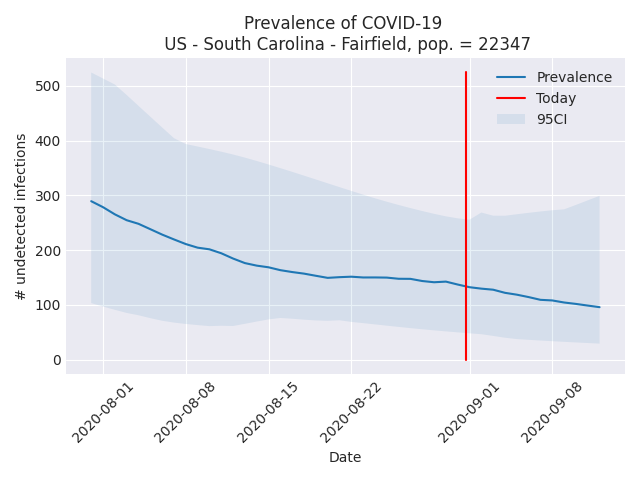 Prevalence of COVID-19
US - South Carolina - Fairfield, pop. = 22347
Prevalence
Today
95CI
# undetected infections
500
400
300
200
100
0
2020-08-01
2020-08-08
2020-08-15
2020-08-22
2020-09-01
2020-09-08
Date